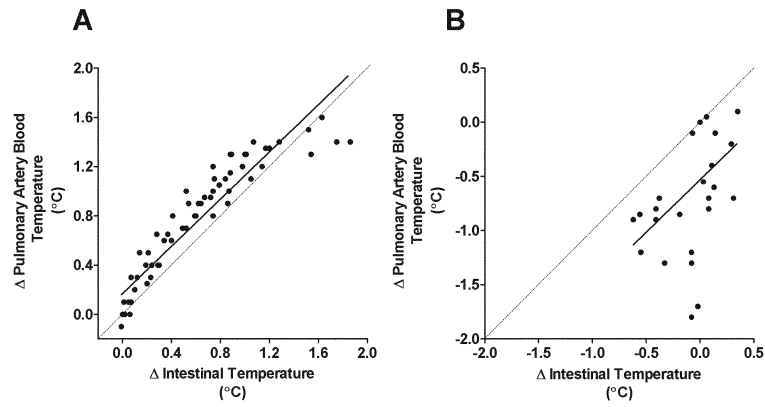 A
Δ Pulmonary Artery Blood
Temperature
(°C)
2.0
1.6
1.2
0.8
0.4
0.0
0.0 0.4 0.8 1.2 1.6 2.0
Δ Intestinal Temperature
(°C)
B
Δ Pulmonary Artery Blood
Temperature
(°C)
0.5
0.0
-0.5
-1.0
-1.5
-2.0
-2.0 -1.5 -1.0 -0.5 0.0 0.5
Δ Intestinal Temperature
(°C)